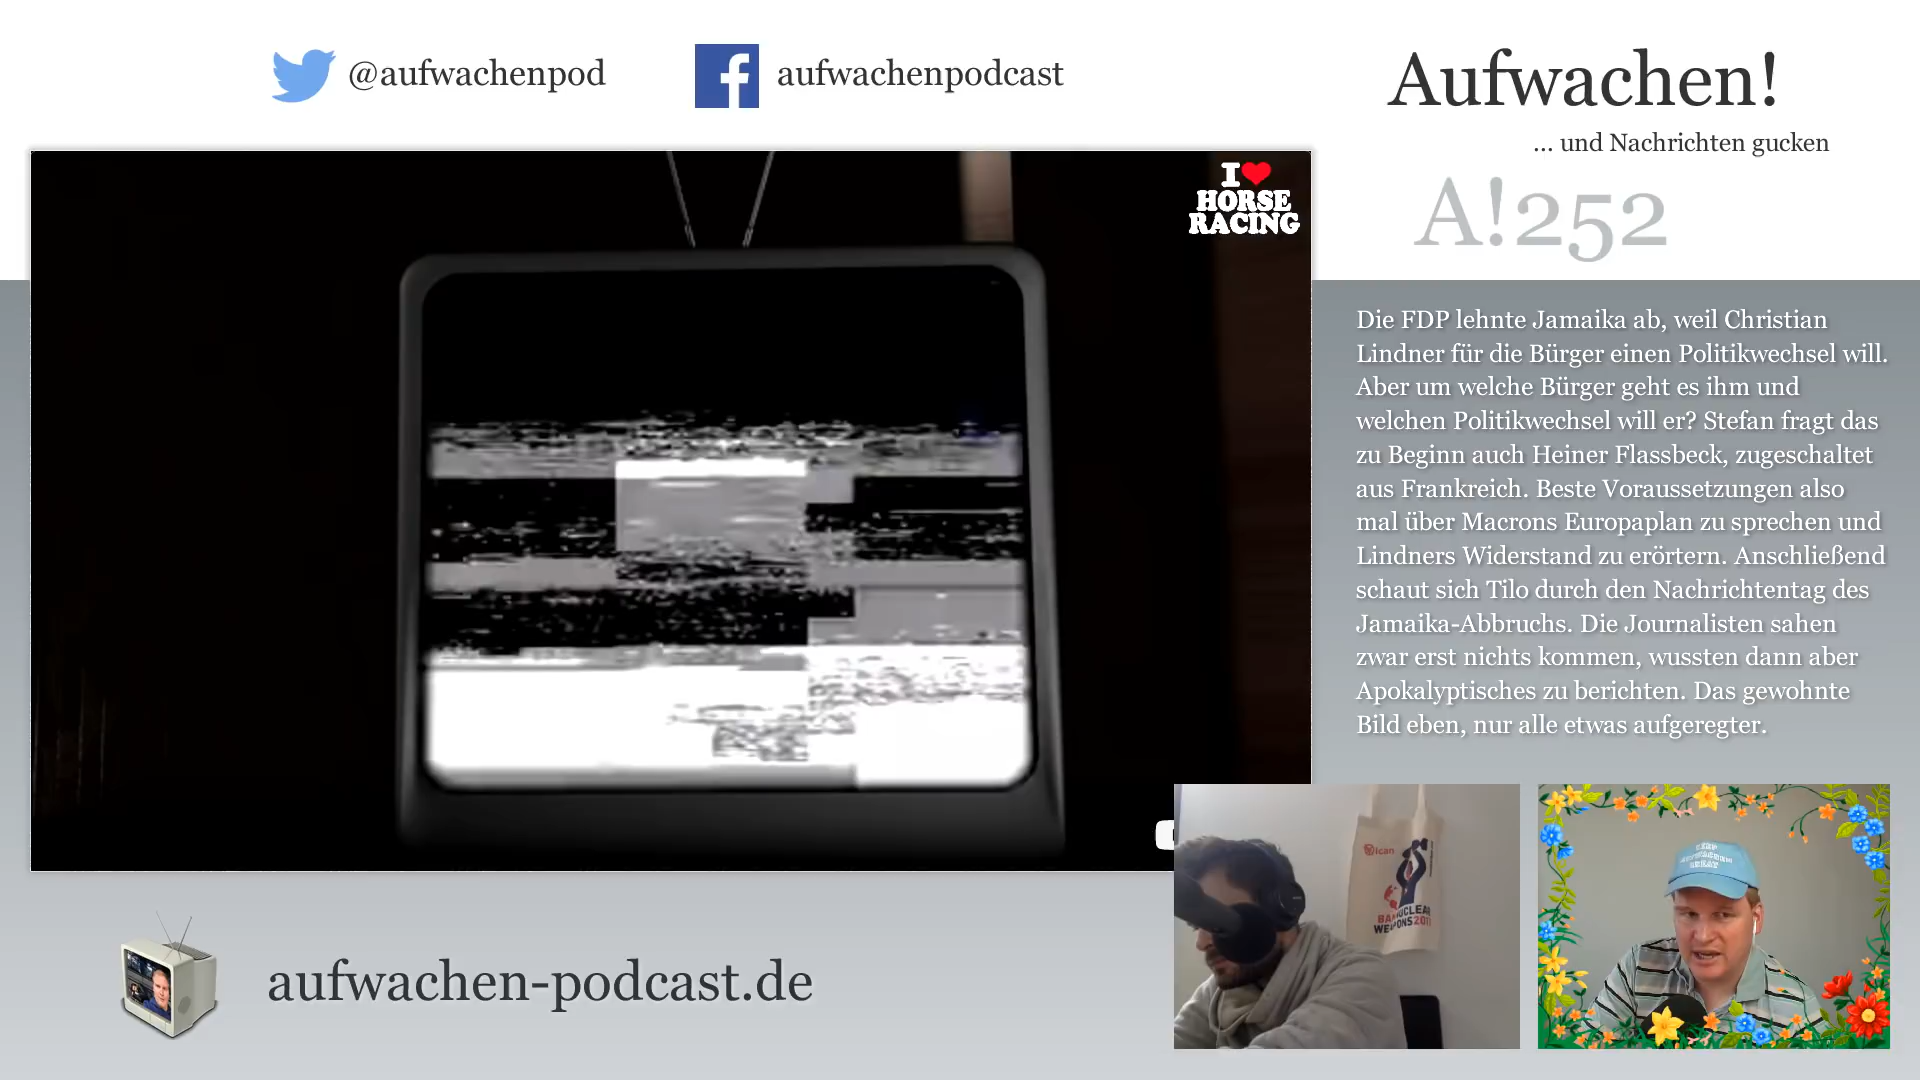 @aufwachenpod
aufwachenpodcast
Aufwachen!
... und Nachrichten gucken
A!252
I
HORSE
RACING
Die FDP lehnte Jamaika ab, weil Christian
Lindner für die Bürger einen Politikwechsel will.
Aber um welche Bürger geht es ihm und
welchen Politikwechsel will er? Stefan fragt das
zu Beginn auch Heiner Flassbeck, zugeschaltet
aus Frankreich. Beste Voraussetzungen also
mal über Macrons Europaplan zu sprechen und
Lindners Widerstand zu erörtern. Anschließend
schaut sich Tilo durch den Nachrichtentag des
Jamaika-Abbruchs. Die Journalisten sahen
zwar erst nichts kommen, wussten dann aber
Apokalyptisches zu berichten. Das gewohnte
Bild eben, nur alle etwas aufgeregter.
ican
aufwachen-podcast.de